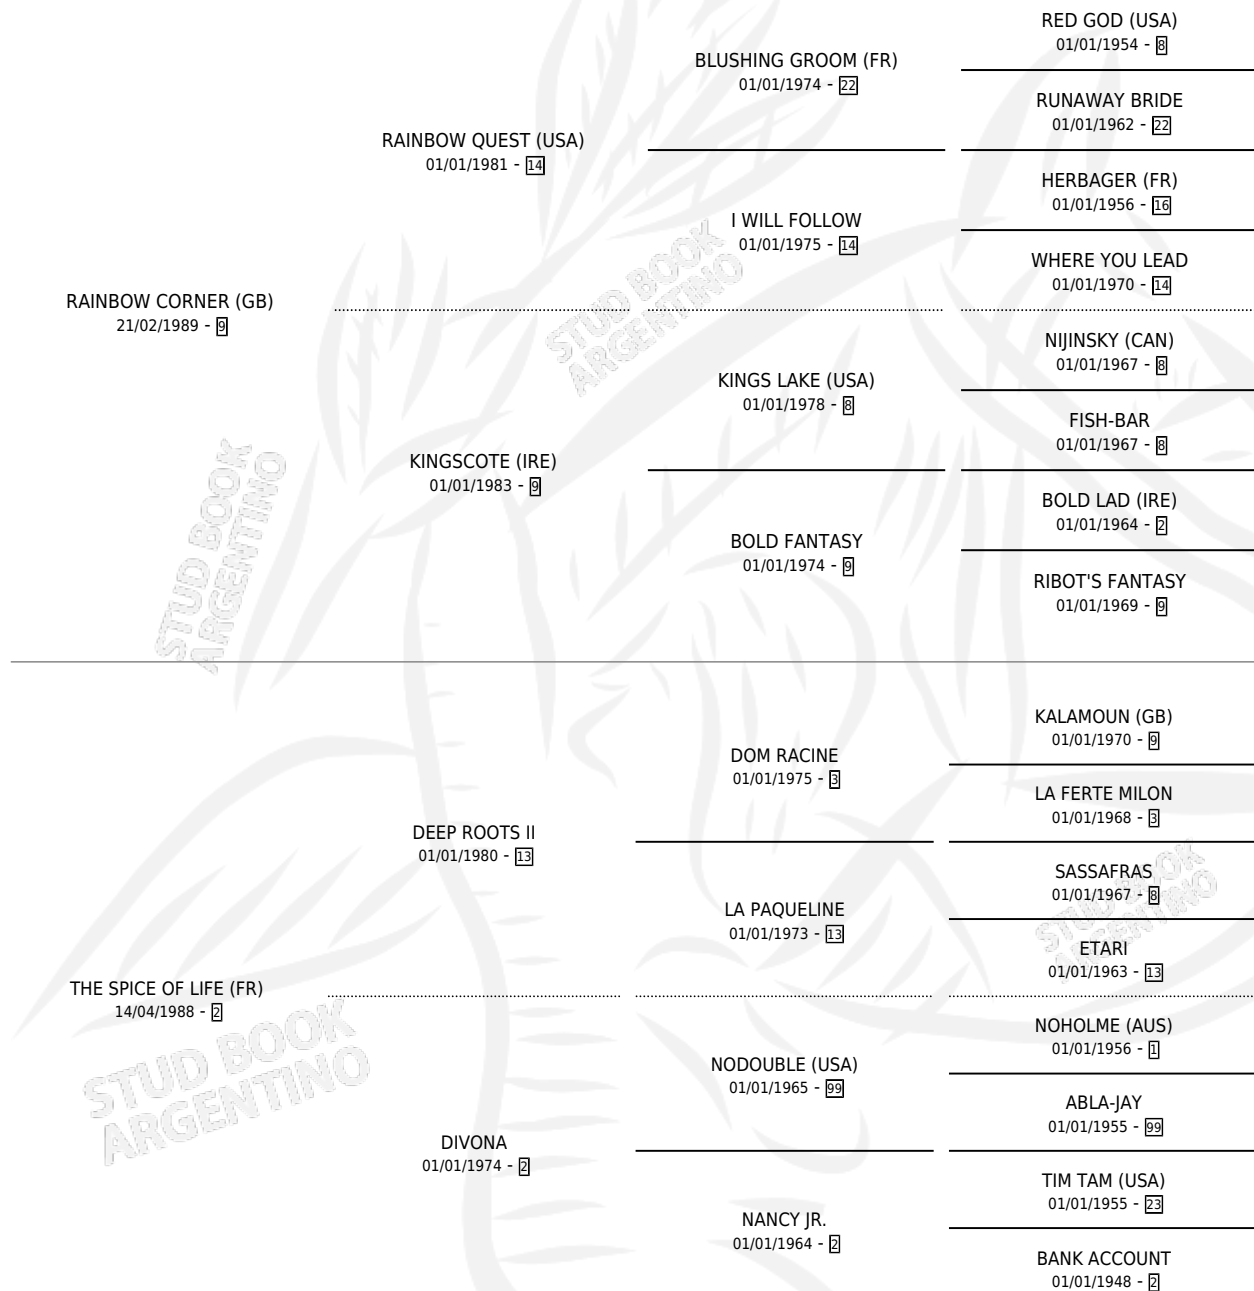 RED GOD (USA)
01/01/1954 - 8
BLUSHING GROOM (FR)
01/01/1974 - 22
RUNAWAY BRIDE
01/01/1962 - 22
RAINBOW QUEST (USA)
01/01/1981 - 14
HERBAGER (FR)
01/01/1956 - 16
I WILL FOLLOW
01/01/1975 - 14
WHERE YOU LEAD
01/01/1970 - 14
RAINBOW CORNER (GB)
21/02/1989 - 9
NIJINSKY (CAN)
01/01/1967 - 8
KINGS LAKE (USA)
01/01/1978 - 8
FISH-BAR
01/01/1967 - 8
KINGSCOTE (IRE)
01/01/1983 - 9
BOLD LAD (IRE)
01/01/1964 - 2
BOLD FANTASY
01/01/1974 - 9
RIBOT'S FANTASY
01/01/1969 - 9
KALAMOUN (GB)
01/01/1970 - 9
DOM RACINE
01/01/1975 - 3
LA FERTE MILON
01/01/1968 - 3
DEEP ROOTS II
01/01/1980 - 13
SASSAFRAS
01/01/1967 - 8
LA PAQUELINE
01/01/1973 - 13
ETARI
01/01/1963 - 13
THE SPICE OF LIFE (FR)
14/04/1988 - 2
NOHOLME (AUS)
01/01/1956 - 1
NODOUBLE (USA)
01/01/1965 - 99
ABLA-JAY
01/01/1955 - 99
DIVONA
01/01/1974 - 2
TIM TAM (USA)
01/01/1955 - 23
NANCY JR.
01/01/1964 - 2
BANK ACCOUNT
01/01/1948 - 2
STUD BOOK
ARGENTINO
STUD BOOK
ARGENTINO
STUD BOOK
ARGENTINO
STUD BOOK
ARGENTINO